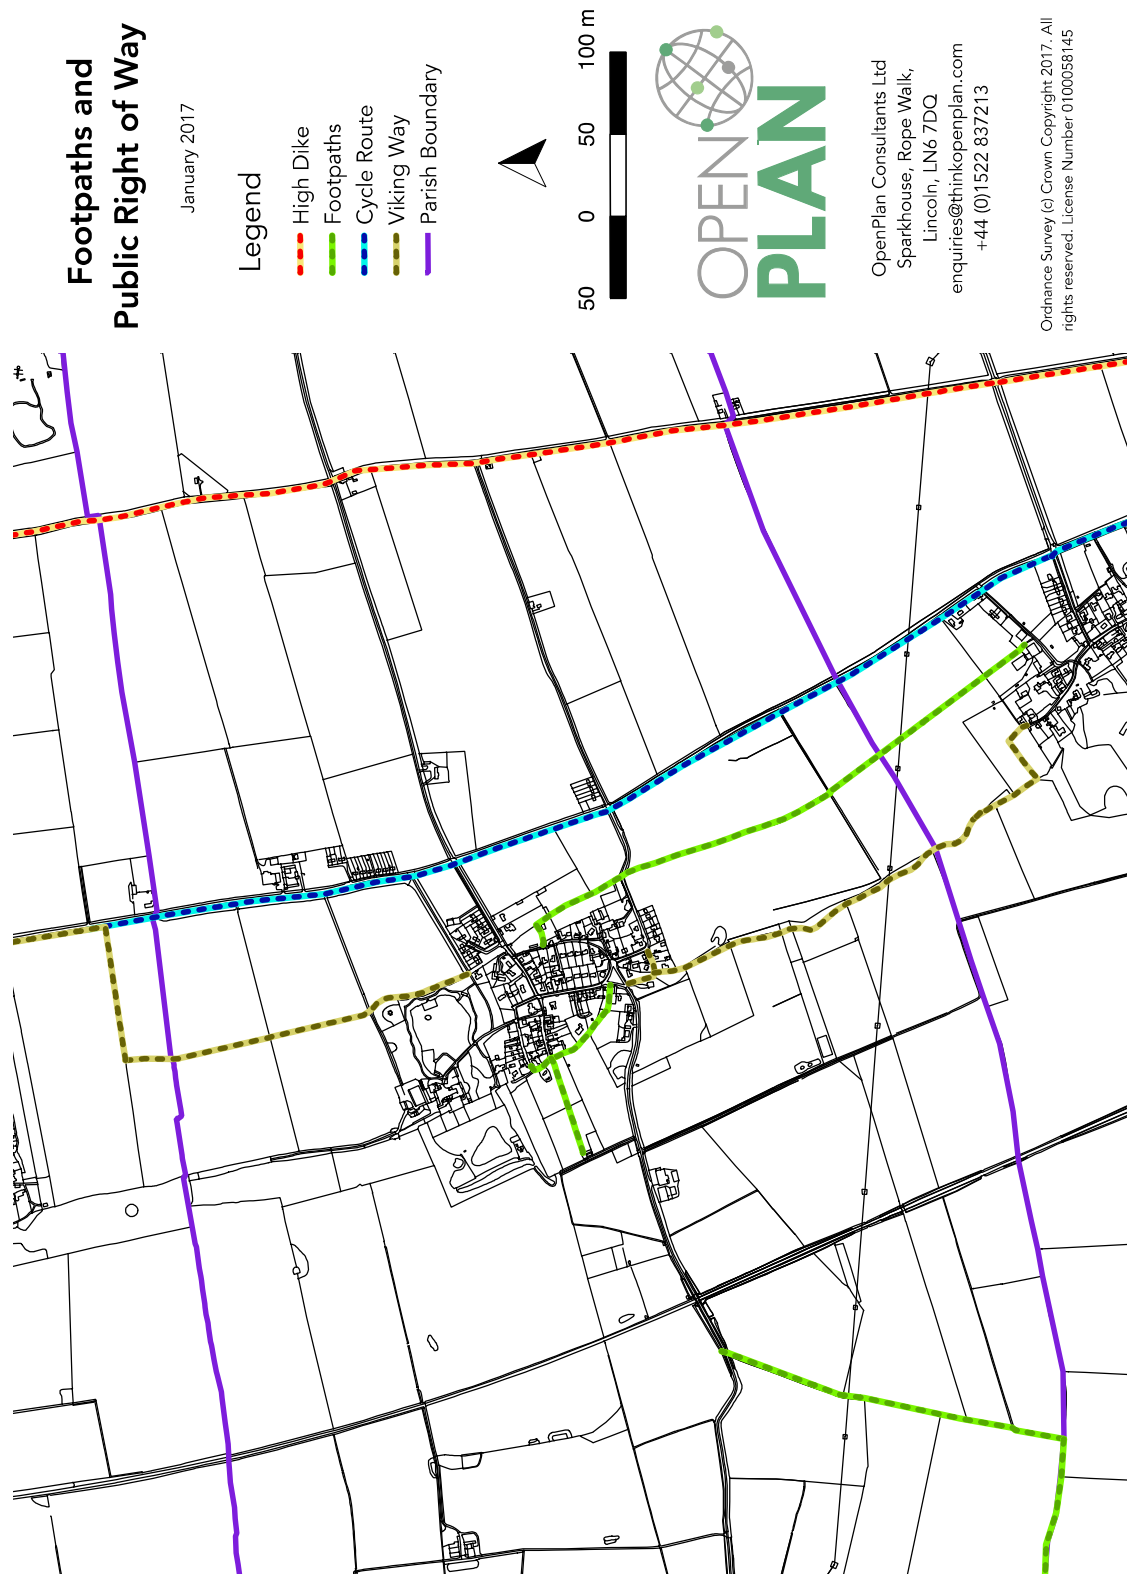 Footpaths and
Public Right of Way
January 2017
Legend
High Dike
Footpaths
Cycle Route
Viking Way
Parish Boundary
50 0 50 100 m
OPEN
PLAN
OpenPlan Consultants Ltd
Sparkhouse, Rope Walk,
Lincoln, LN6 7DQ
enquiries@thinkopenplan.com
+44 (0)1522 837213
Ordnance Survey (c) Crown Copyright 2017. All
rights reserved. License Number 0100058145